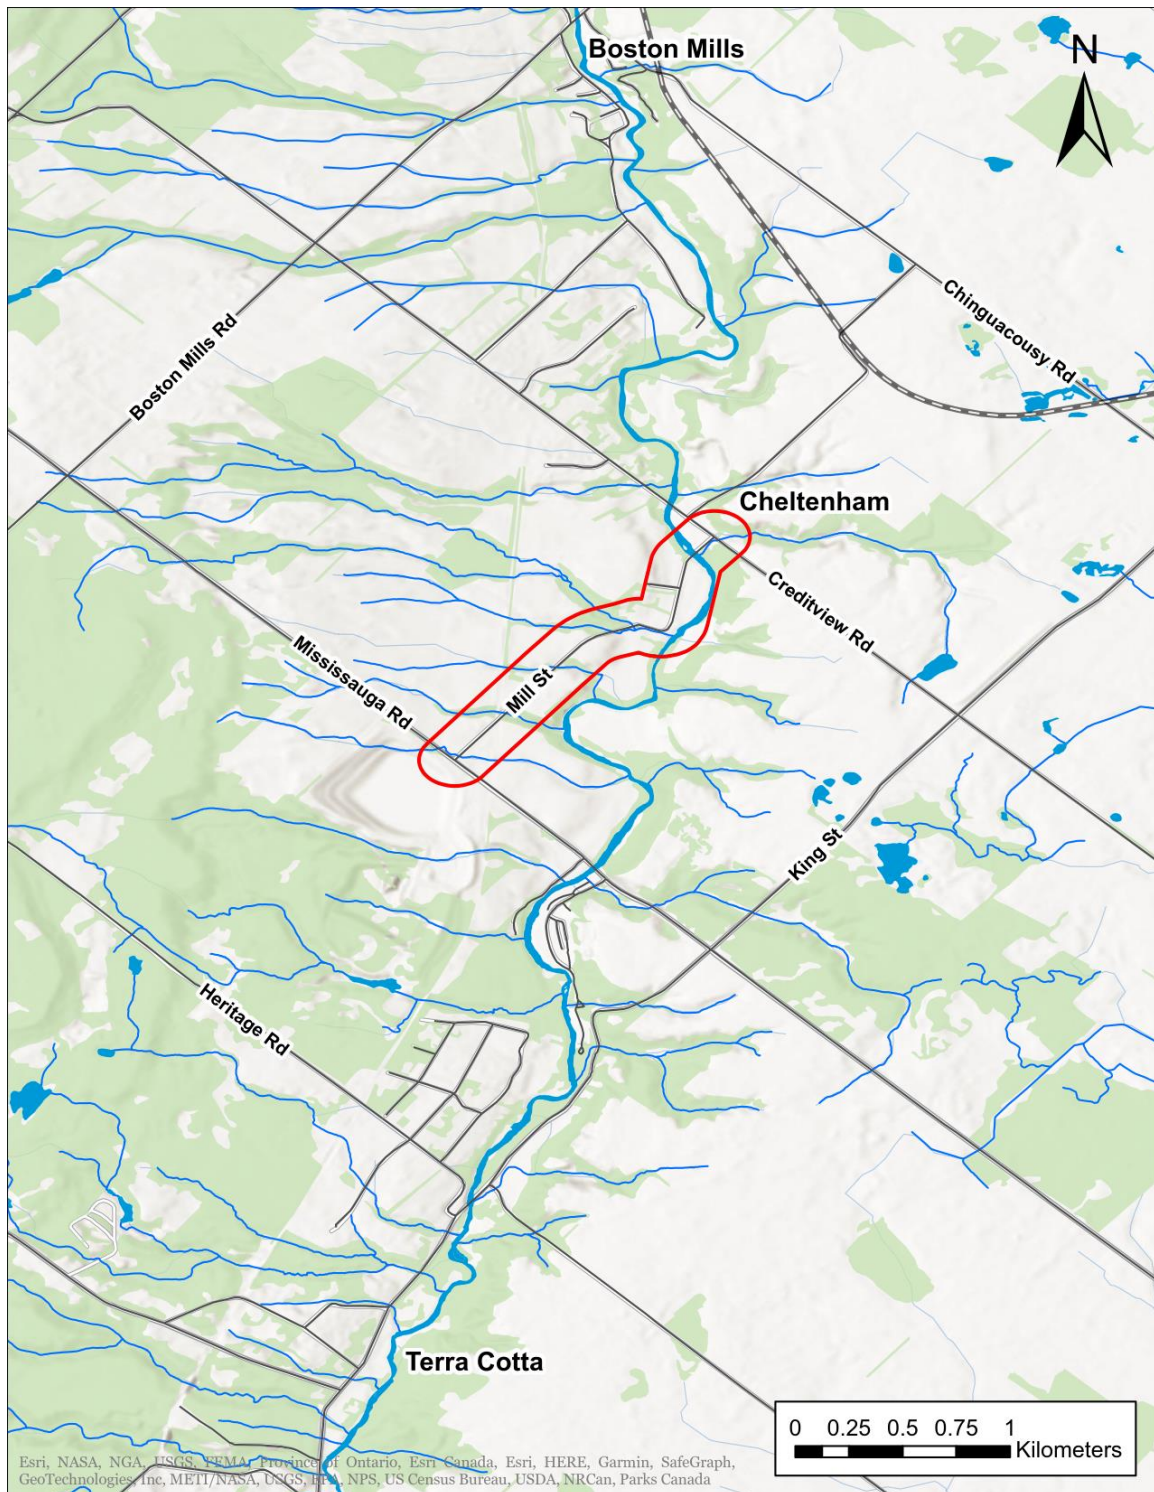 Boston Mills
N
Chinguacousy Rd
Boston Mills Rd
Cheltenham
Creditview Rd
Mississauga Rd
Mill St
King St
Heritage Rd
Terra Cotta
0 0.25 0.5 0.75 1
Kilometers
Esri, NASA, NGA, USGS, FEMA, Province of Ontario, Esri Canada, Esri, HERE, Garmin, SafeGraph,
GeoTechnologies, Inc, METI/NASA, USGS, EPA, NPS, US Census Bureau, USDA, NRCan, Parks Canada